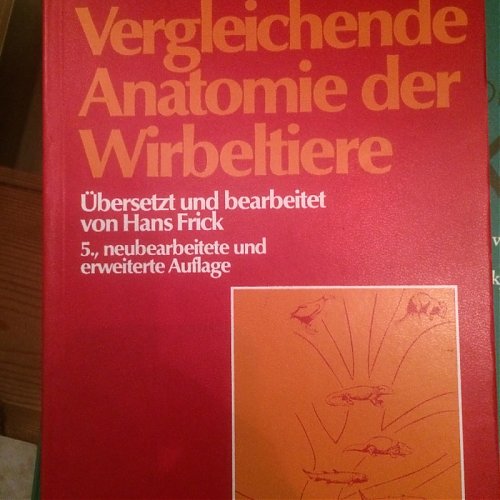 Vergleichende
Anatomie der
Wirbeltiere
Übersetzt und bearbeitet
von Hans Frick
5., neubearbeitete und
erweiterte Auflage
v
k